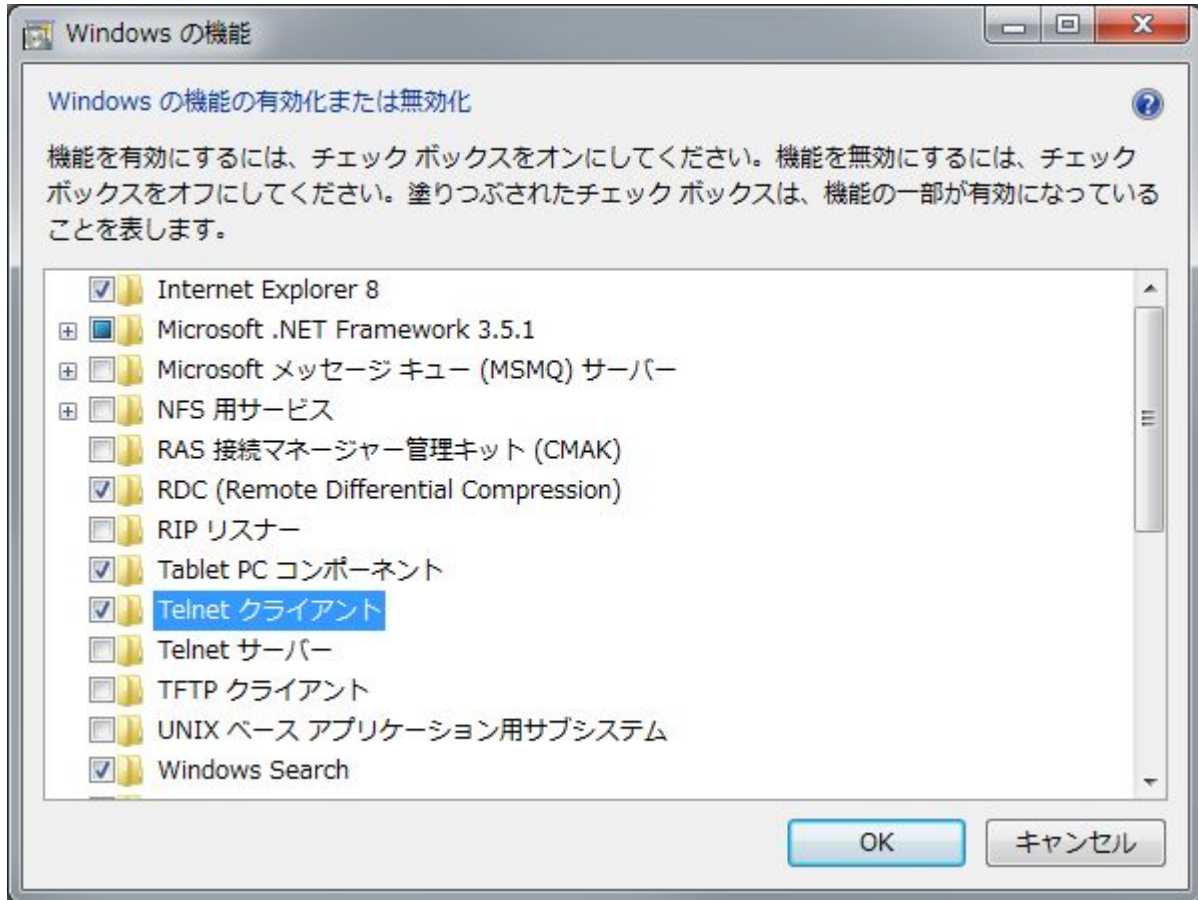 Windows の機能
Windows の機能の有効化または無効化
機能を有効にするには、チェック ボックスをオンにしてください。機能を無効にするには、チェック
ボックスをオフにしてください。塗りつぶされたチェック ボックスは、機能の一部が有効になっている
ことを表します。
Internet Explorer 8
Microsoft .NET Framework 3.5.1
Microsoft メッセージ キュー (MSMQ) サーバー
NFS 用サービス
RAS 接続マネージャー管理キット (CMAK)
RDC (Remote Differential Compression)
RIP リスナー
Tablet PC コンポーネント
Telnet クライアント
Telnet サーバー
TFTP クライアント
UNIX ベース アプリケーション用サブシステム
Windows Search
OK
キャンセル